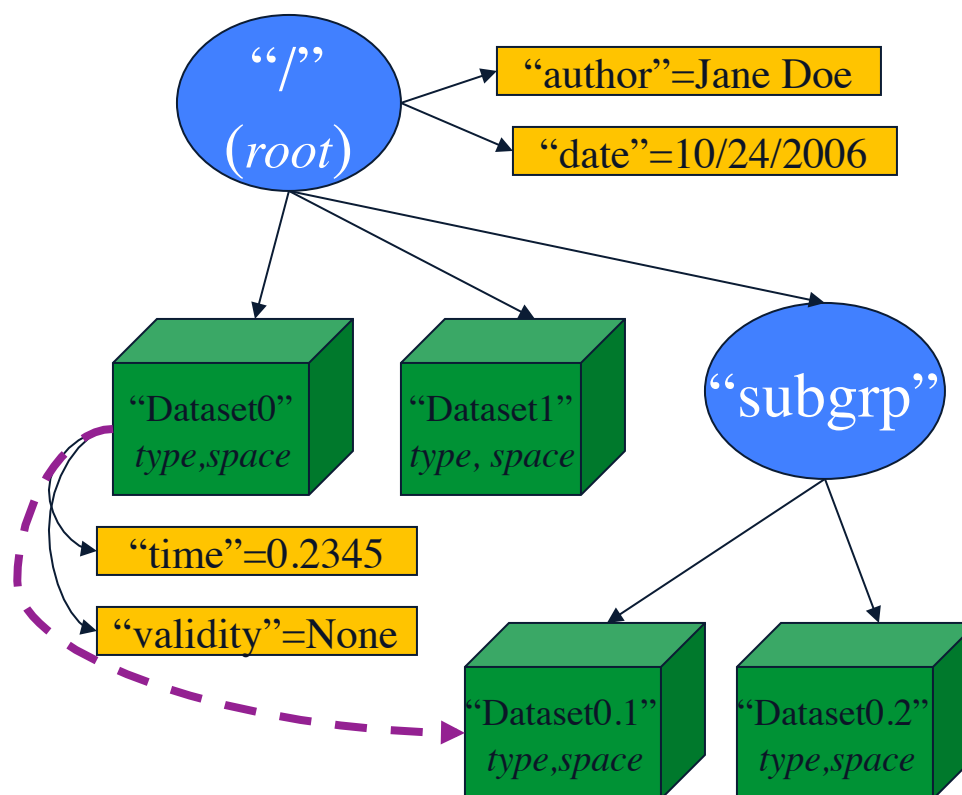 “/”
(root)
“author”=Jane Doe
“date”=10/24/2006
“Dataset0”
type,space
“Dataset1”
type, space
“subgrp”
“time”=0.2345
“validity”=None
“Dataset0.1”
type,space
“Dataset0.2”
type,space